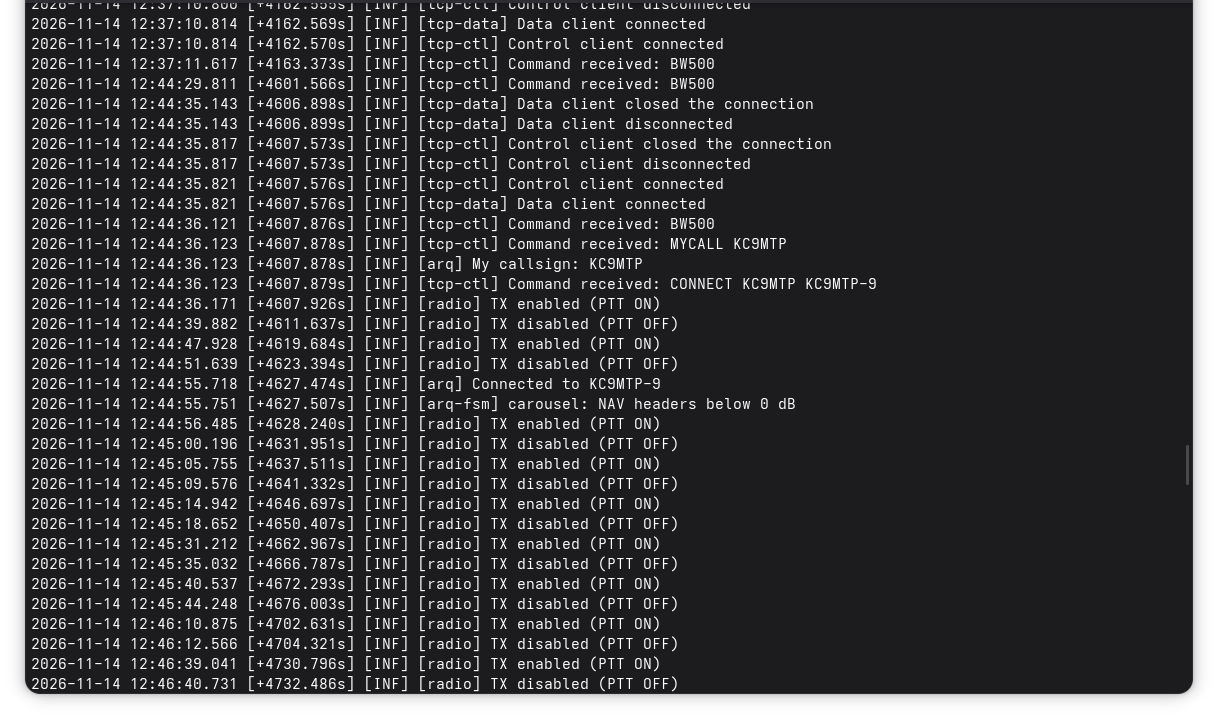 2026-11-14 12:37:10.800 [+4162.555s] [INF] [tcp-ctl] Control client disconnected
2026-11-14 12:37:10.814 [+4162.569s] [INF] [tcp-data] Data client connected
2026-11-14 12:37:10.814 [+4162.570s] [INF] [tcp-ctl] Control client connected
2026-11-14 12:37:11.617 [+4163.373s] [INF] [tcp-ctl] Command received: BW500
2026-11-14 12:44:29.811 [+4601.566s] [INF] [tcp-ctl] Command received: BW500
2026-11-14 12:44:35.143 [+4606.898s] [INF] [tcp-data] Data client closed the connection
2026-11-14 12:44:35.143 [+4606.899s] [INF] [tcp-data] Data client disconnected
2026-11-14 12:44:35.817 [+4607.573s] [INF] [tcp-ctl] Control client closed the connection
2026-11-14 12:44:35.817 [+4607.573s] [INF] [tcp-ctl] Control client disconnected
2026-11-14 12:44:35.821 [+4607.576s] [INF] [tcp-ctl] Control client connected
2026-11-14 12:44:35.821 [+4607.576s] [INF] [tcp-data] Data client connected
2026-11-14 12:44:36.121 [+4607.876s] [INF] [tcp-ctl] Command received: BW500
2026-11-14 12:44:36.123 [+4607.878s] [INF] [tcp-ctl] Command received: MYCALL KC9MTP
2026-11-14 12:44:36.123 [+4607.878s] [INF] [arq] My callsign: KC9MTP
2026-11-14 12:44:36.123 [+4607.879s] [INF] [tcp-ctl] Command received: CONNECT KC9MTP KC9MTP-9
2026-11-14 12:44:36.171 [+4607.926s] [INF] [radio] TX enabled (PTT ON)
2026-11-14 12:44:39.882 [+4611.637s] [INF] [radio] TX disabled (PTT OFF)
2026-11-14 12:44:47.928 [+4619.684s] [INF] [radio] TX enabled (PTT ON)
2026-11-14 12:44:51.639 [+4623.394s] [INF] [radio] TX disabled (PTT OFF)
2026-11-14 12:44:55.718 [+4627.474s] [INF] [arq] Connected to KC9MTP-9
2026-11-14 12:44:55.751 [+4627.507s] [INF] [arq-fsm] carousel: NAV headers below 0 dB
2026-11-14 12:44:56.485 [+4628.240s] [INF] [radio] TX enabled (PTT ON)
2026-11-14 12:45:00.196 [+4631.951s] [INF] [radio] TX disabled (PTT OFF)
2026-11-14 12:45:05.755 [+4637.511s] [INF] [radio] TX enabled (PTT ON)
2026-11-14 12:45:09.576 [+4641.332s] [INF] [radio] TX disabled (PTT OFF)
2026-11-14 12:45:14.942 [+4646.697s] [INF] [radio] TX enabled (PTT ON)
2026-11-14 12:45:18.652 [+4650.407s] [INF] [radio] TX disabled (PTT OFF)
2026-11-14 12:45:31.212 [+4662.967s] [INF] [radio] TX enabled (PTT ON)
2026-11-14 12:45:35.032 [+4666.787s] [INF] [radio] TX disabled (PTT OFF)
2026-11-14 12:45:40.537 [+4672.293s] [INF] [radio] TX enabled (PTT ON)
2026-11-14 12:45:44.248 [+4676.003s] [INF] [radio] TX disabled (PTT OFF)
2026-11-14 12:46:10.875 [+4702.631s] [INF] [radio] TX enabled (PTT ON)
2026-11-14 12:46:12.566 [+4704.321s] [INF] [radio] TX disabled (PTT OFF)
2026-11-14 12:46:39.041 [+4730.796s] [INF] [radio] TX enabled (PTT ON)
2026-11-14 12:46:40.731 [+4732.486s] [INF] [radio] TX disabled (PTT OFF)